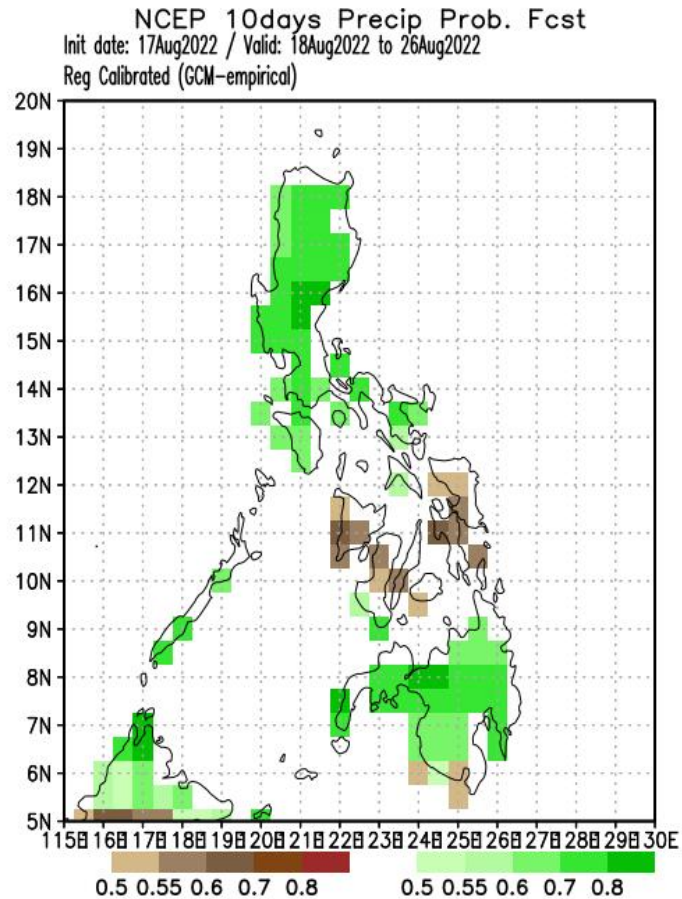 NCEP 10days Precip Prob. Fcst
Init date: 17Aug2022 / Valid: 18Aug2022 to 26Aug2022
Reg Calibrated (GCM-empirical)
20N
19N
18N
17N
16N
15N
14N
13N
12N
11N
10N
9N
8N
7N
6N
5N
115E 116E 117E 118E 119E 120E 121E 122E 123E 124E 125E 126E 127E 128E 129E 130E
0.5 0.55 0.6 0.7 0.8 0.5 0.55 0.6 0.7 0.8